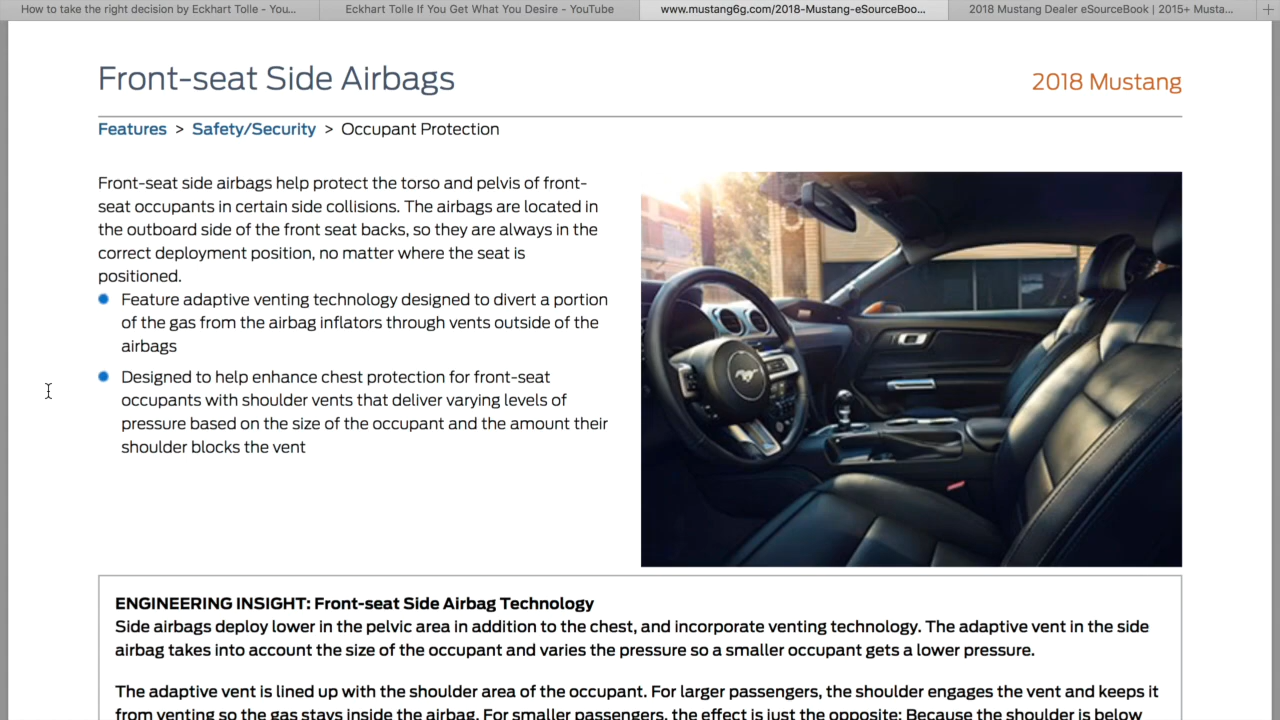 How to take the right decision by Eckhart Tolle - You...
Eckhart Tolle If You Get What You Desire - YouTube
www.mustang6g.com/2018-Mustang-eSourceBoo...
2018 Mustang Dealer eSourceBook | 2015+ Musta...
Front-seat Side Airbags
2018 Mustang
Features > Safety/Security > Occupant Protection
Front-seat side airbags help protect the torso and pelvis of front-
seat occupants in certain side collisions. The airbags are located in
the outboard side of the front seat backs, so they are always in the
correct deployment position, no matter where the seat is
positioned.
Feature adaptive venting technology designed to divert a portion
of the gas from the airbag inflators through vents outside of the
airbags
Designed to help enhance chest protection for front-seat
occupants with shoulder vents that deliver varying levels of
pressure based on the size of the occupant and the amount their
shoulder blocks the vent
ENGINEERING INSIGHT: Front-seat Side Airbag Technology
Side airbags deploy lower in the pelvic area in addition to the chest, and incorporate venting technology. The adaptive vent in the side
airbag takes into account the size of the occupant and varies the pressure so a smaller occupant gets a lower pressure.
The adaptive vent is lined up with the shoulder area of the occupant. For larger passengers, the shoulder engages the vent and keeps it
from venting so the gas stays inside the airbag. For smaller passengers, the effect is just the opposite: Because the shoulder is below